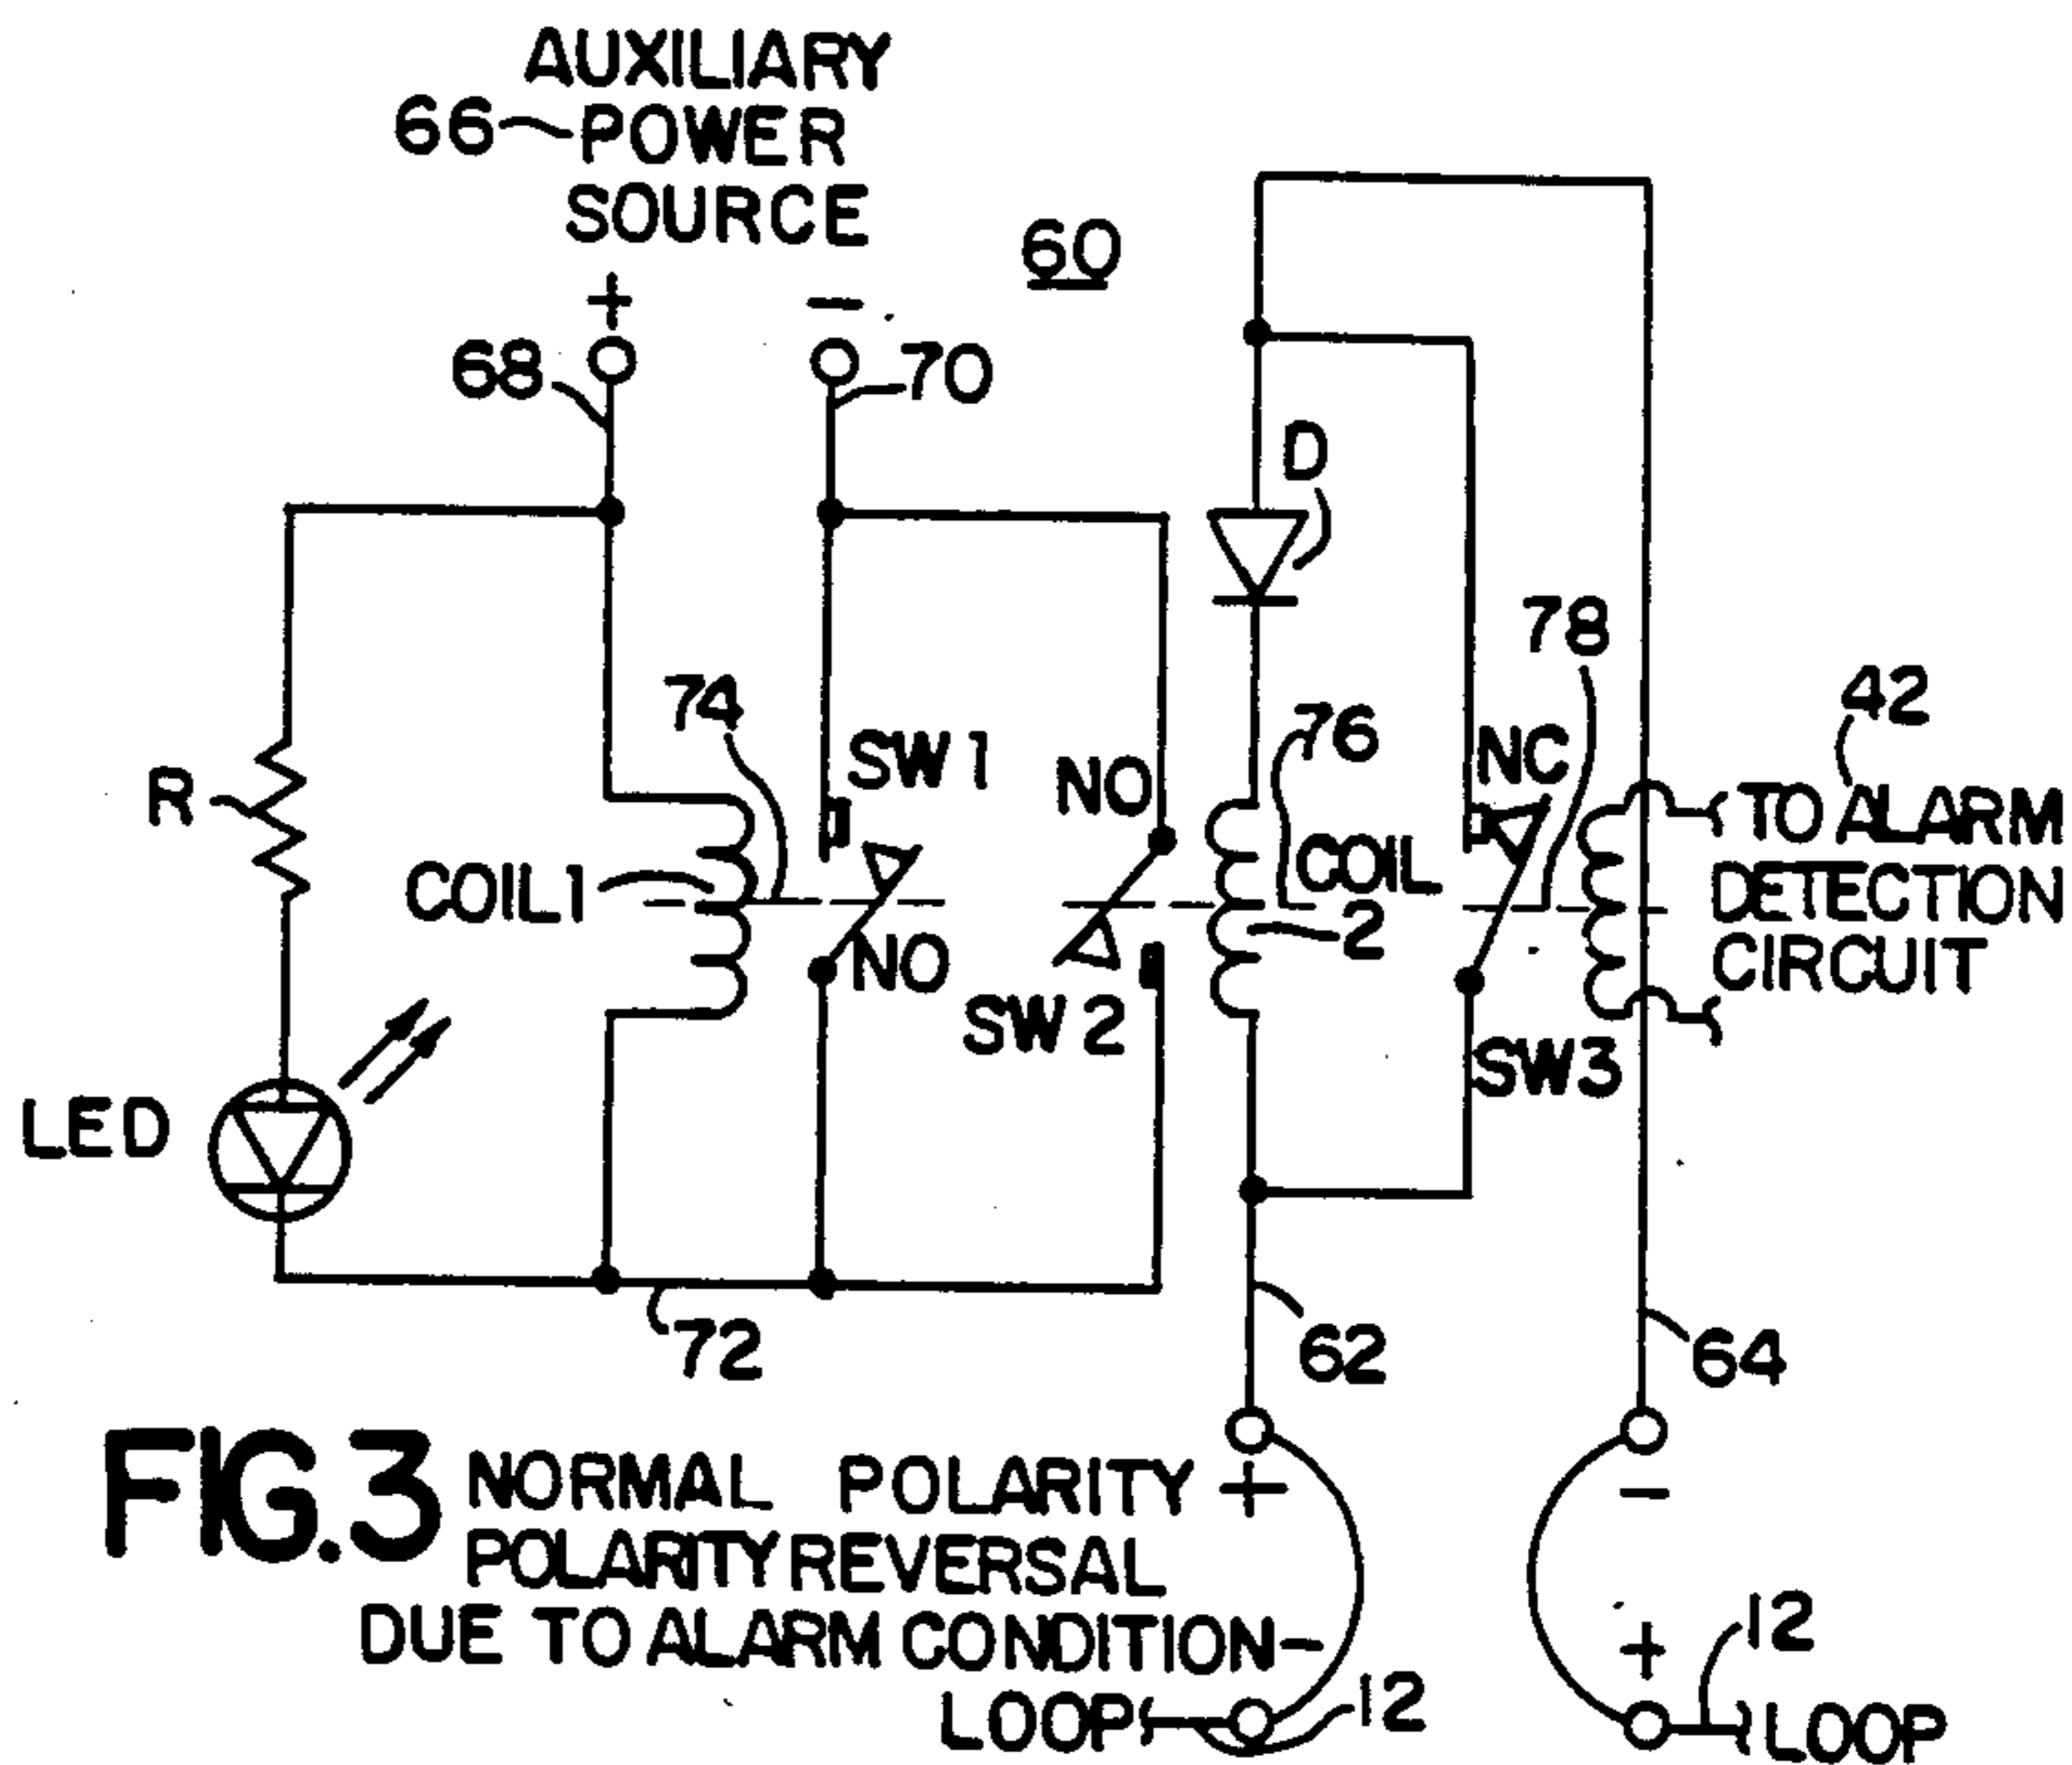 AUXILIARY
66 POWER
SOURCE
60
+ −
68 70
D
78
74 42
SW1 76 NC
R NO TO ALARM
COIL1 COIL DETECTION
2
NO CIRCUIT
SW2
SW3
LED
72 62 64
FIG.3 NORMAL POLARITY + −
POLARITY REVERSAL
DUE TO ALARM CONDITION − + 12
LOOP 12 LOOP